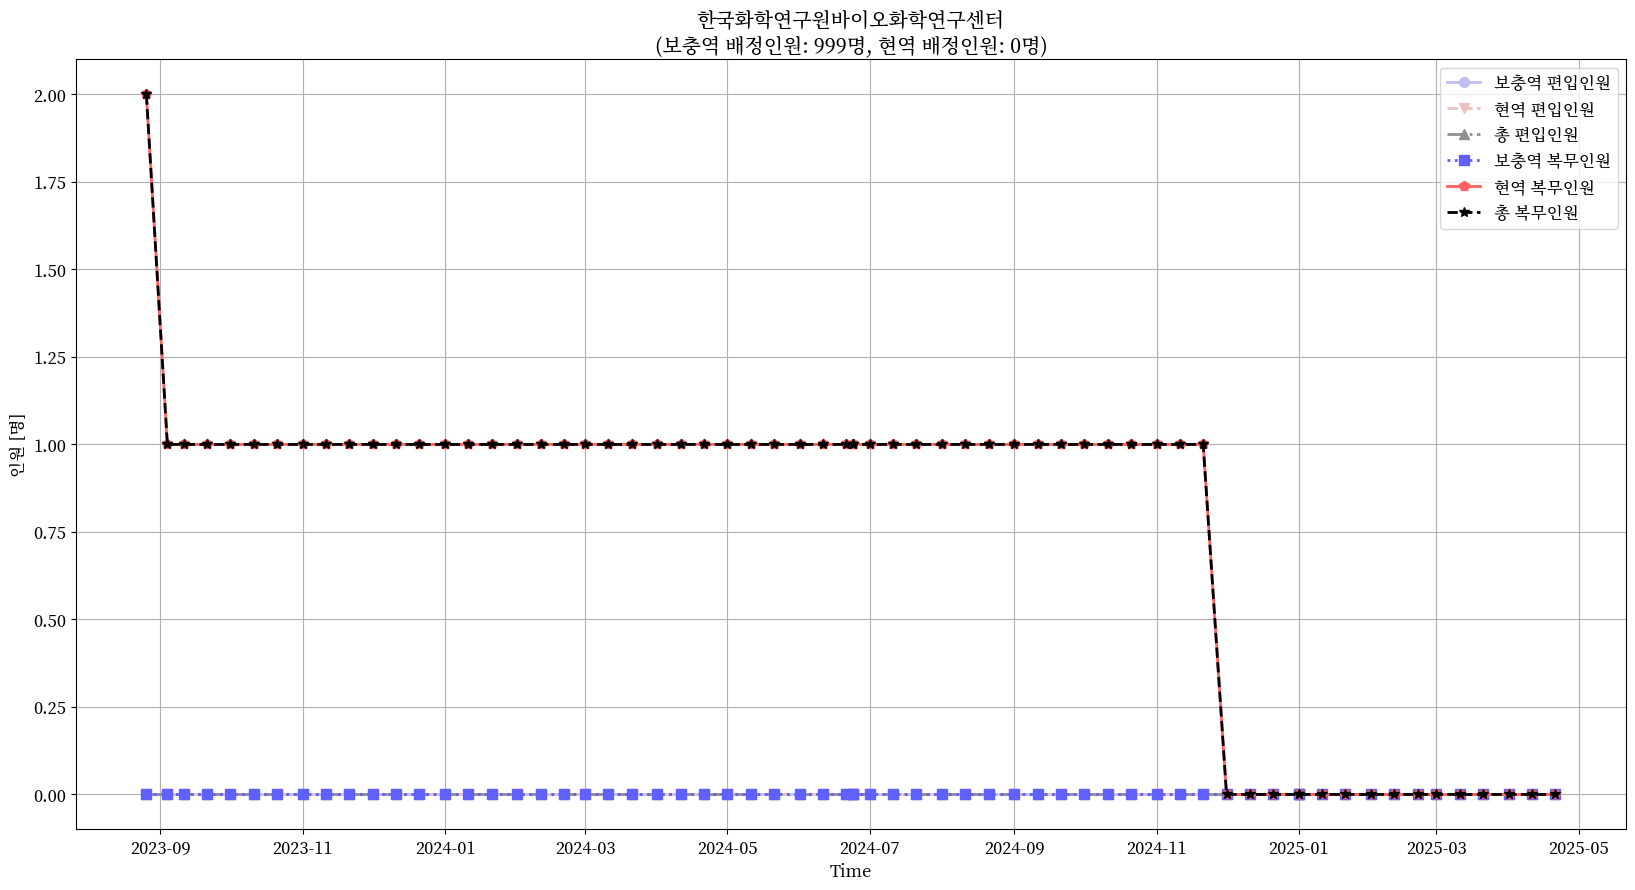 한국화학연구원바이오화학연구센터
(보충역 배정인원: 999명, 현역 배정인원: 0명)
보충역 편입인원
현역 편입인원
총 편입인원
보충역 복무인원
현역 복무인원
총 복무인원
인원 [명]
2.00
1.75
1.50
1.25
1.00
0.75
0.50
0.25
0.00
2023-09 2023-11 2024-01 2024-03 2024-05 2024-07 2024-09 2024-11 2025-01 2025-03 2025-05
Time